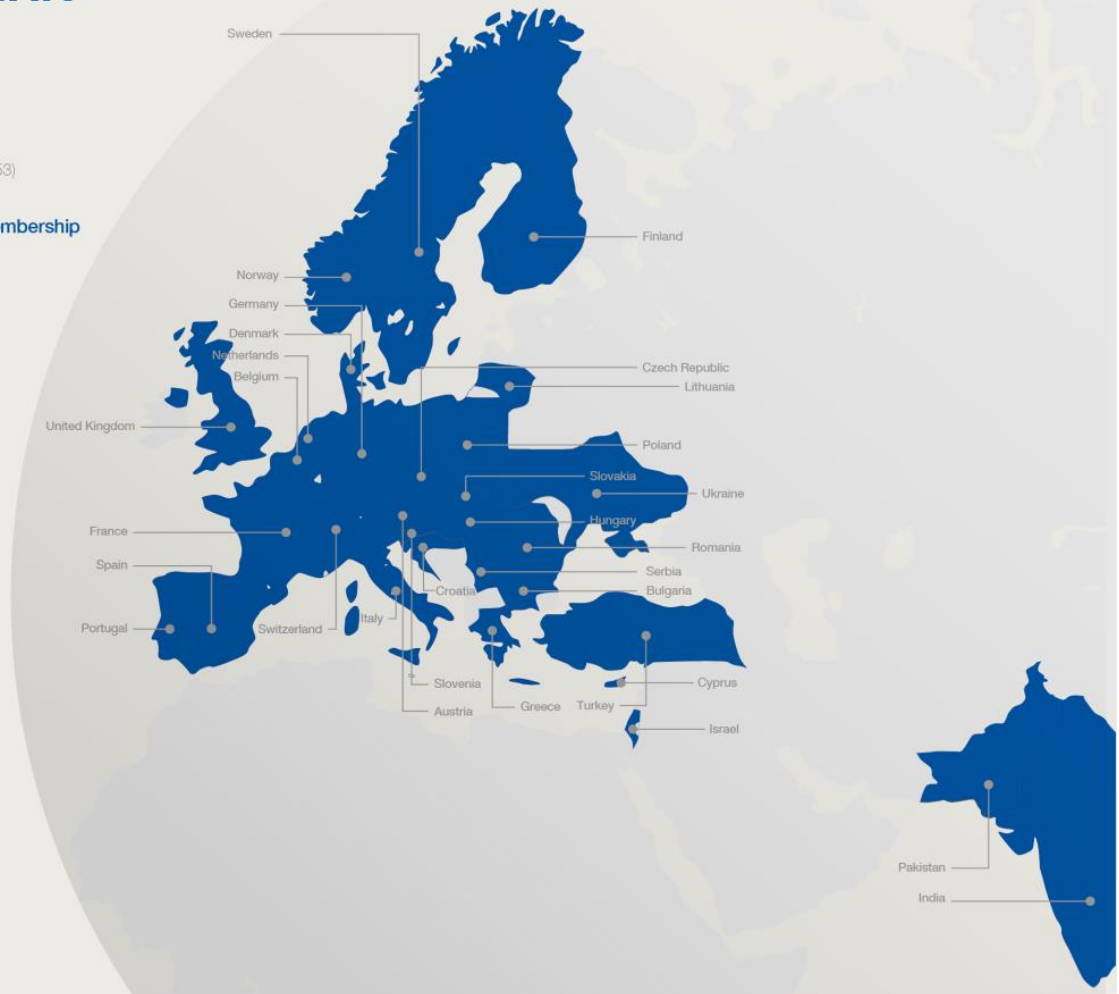 53)
mbership
Sweden
Finland
Norway
Germany
Denmark
Netherlands
Belgium
United Kingdom
Czech Republic
Lithuania
Poland
Slovakia
Ukraine
Hungary
Romania
Serbia
Bulgaria
France
Spain
Portugal
Switzerland
Italy
Croatia
Slovenia
Austria
Greece
Turkey
Cyprus
Israel
Pakistan
India